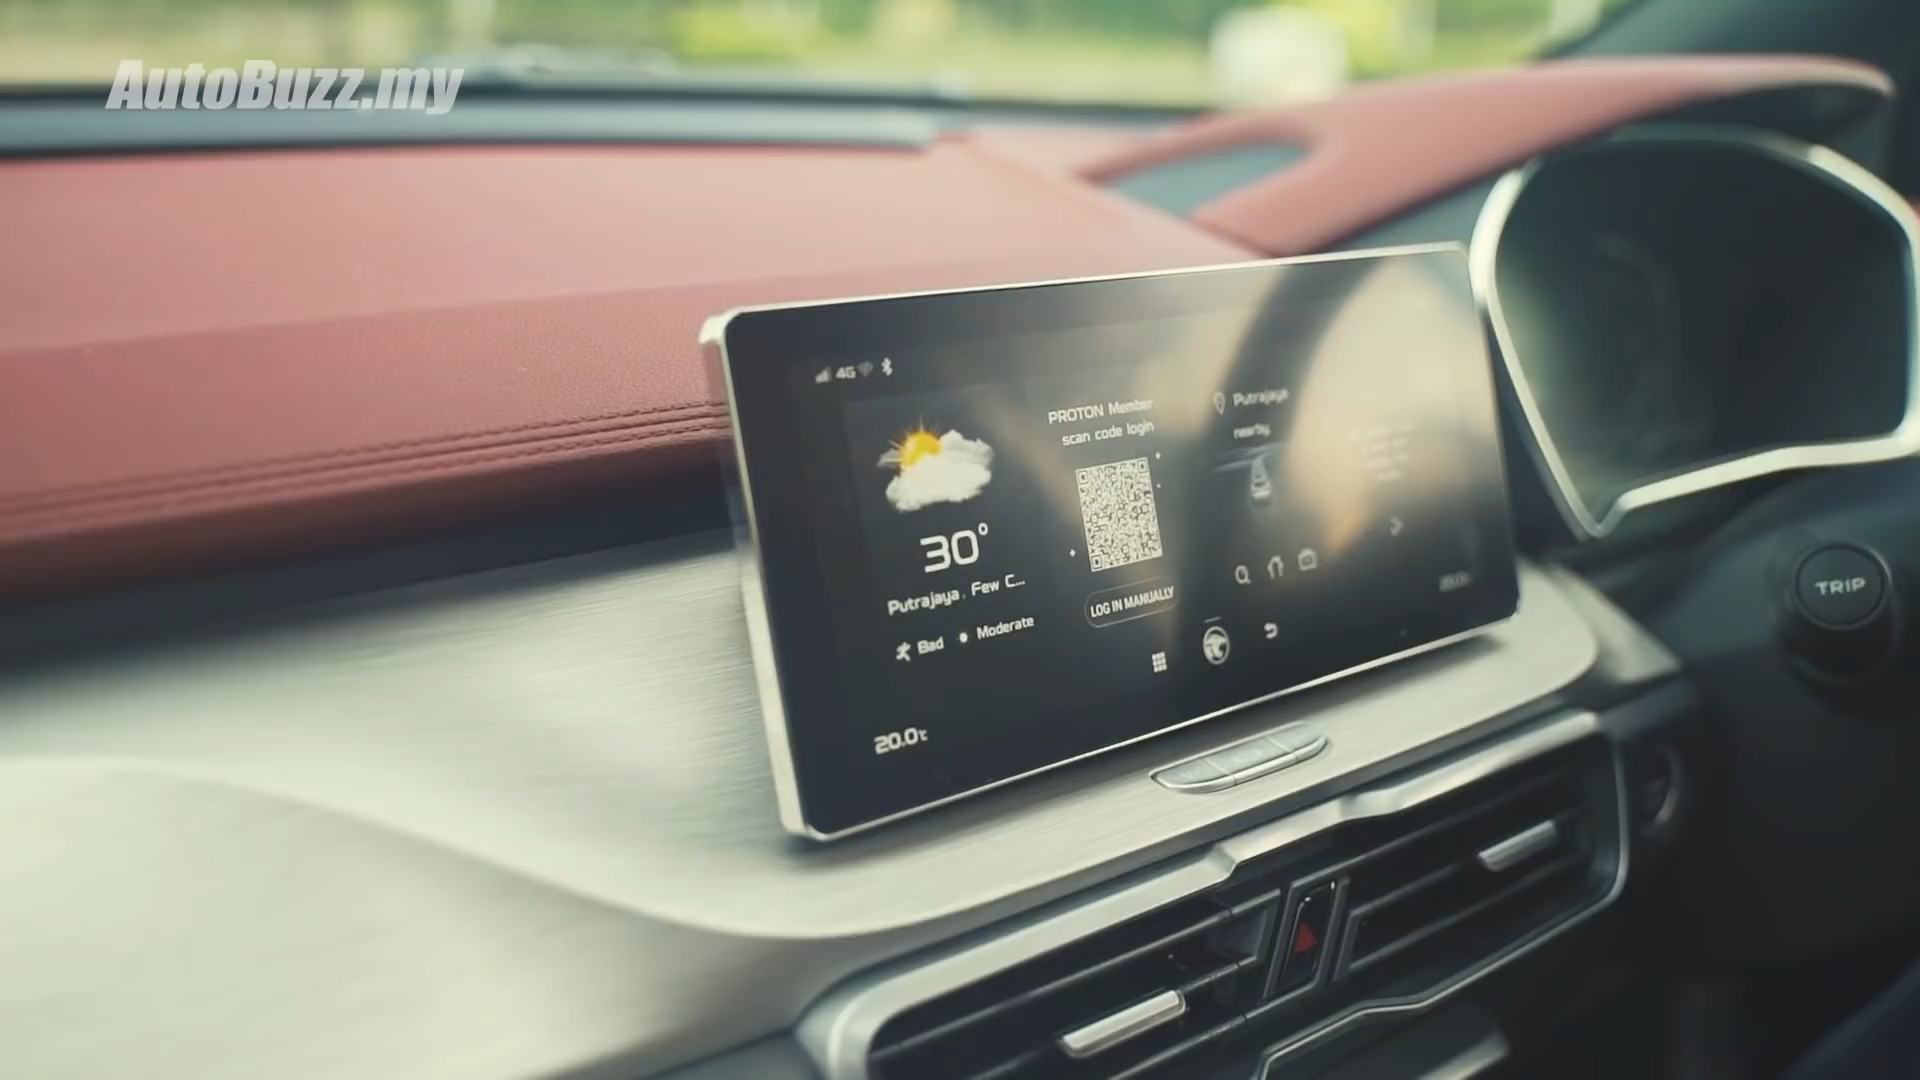 AutoBuzz.my
4G
30°
Putrajaya, Few C...
Bad
Moderate
20.0℃
PROTON Member
scan code login
LOG IN MANUALLY
Putrajaya
nearby
TRIP